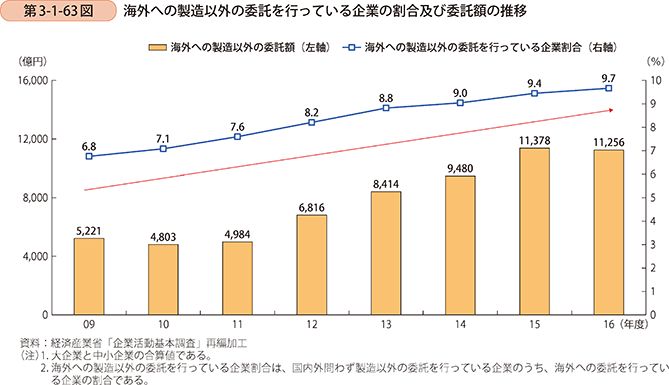 第3-1-63図 海外への製造以外の委託を行っている企業の割合及び委託額の推移
海外への製造以外の委託額（左軸） 海外への製造以外の委託を行っている企業割合（右軸）
（億円） （%）
16,000
12,000
8,000
4,000
0
10
9
8
7
6
5
4
3
2
1
0
6.8 7.1 7.6 8.2 8.8 9.0 9.4 9.7
5,221 4,803 4,984 6,816 8,414 9,480 11,378 11,256
09 10 11 12 13 14 15 16（年度）
資料：経済産業省「企業活動基本調査」再編加工
（注）1. 大企業と中小企業の合算値である。
2. 海外への製造以外の委託を行っている企業割合は、国内外問わず製造以外の委託を行っている企業のうち、海外への委託を行ってい
る企業の割合である。